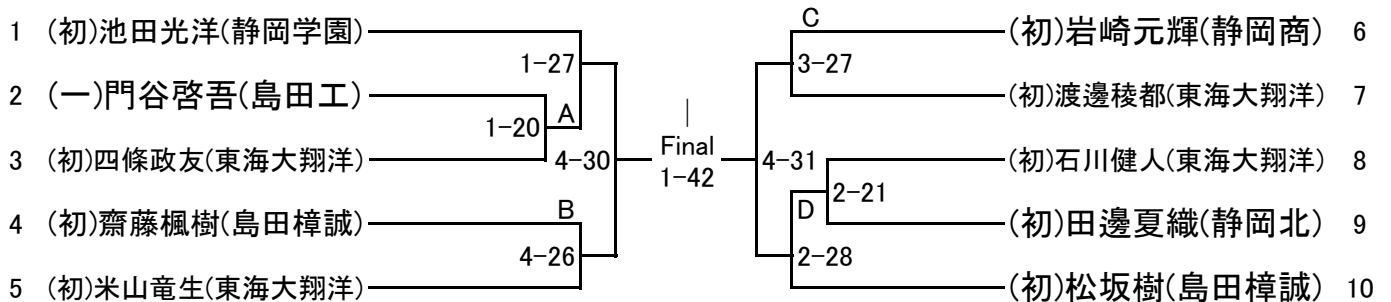 1 (初)池田光洋(静岡学園)
1-27
2 (一)門谷啓吾(島田工)
A
1-20
3 (初)四條政友(東海大翔洋)
4-30
4 (初)齋藤楓樹(島田樟誠)
B
4-26
5 (初)米山竜生(東海大翔洋)
Final
1-42
C
(初)岩崎元輝(静岡商) 6
3-27
(初)渡邊稜都(東海大翔洋) 7
4-31
(初)石川健人(東海大翔洋) 8
2-21
D
(初)田邊夏織(静岡北) 9
2-28
(初)松坂樹(島田樟誠) 10